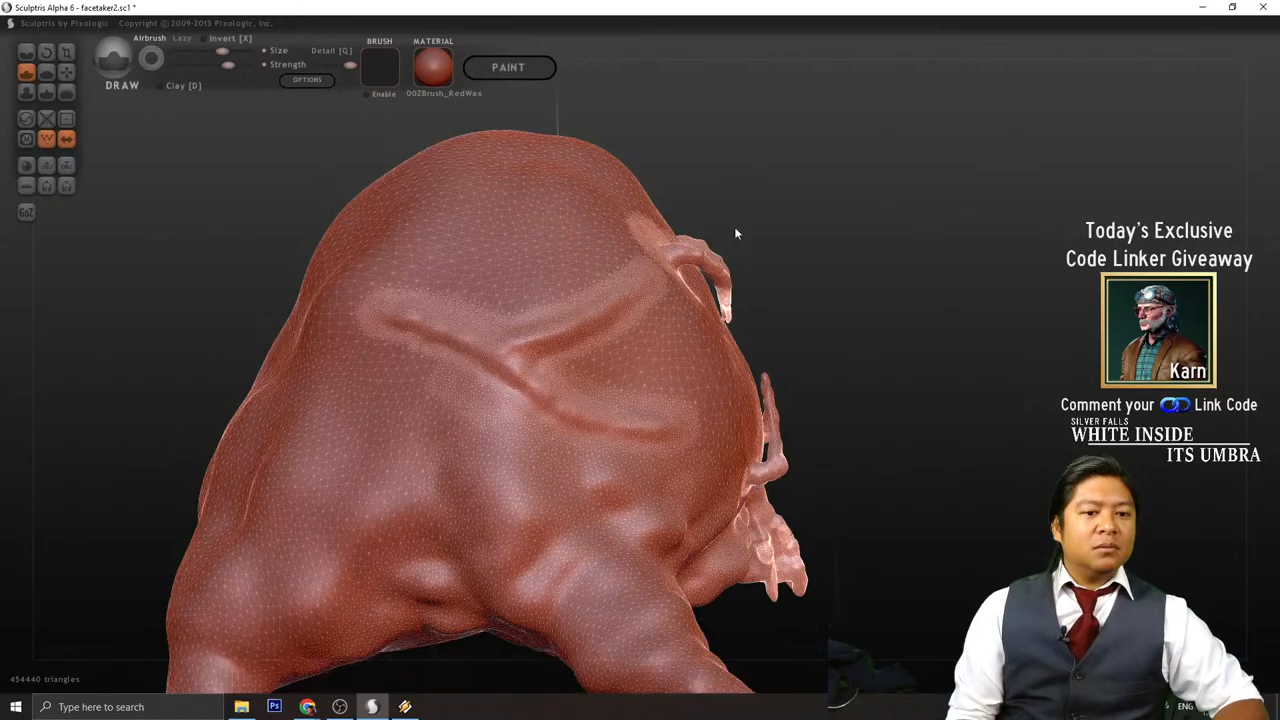 Sculptris Alpha 6 - facetaker2.sc1 *
Sculptris by Pixologic Copyright © 2009-2015 Pixologic, Inc.
Airbrush Lazy Invert [X]
Size Detail [Q]
Strength
OPTIONS
DRAW Clay [D]
BRUSH
Enable
MATERIAL
00ZBrush_RedWax
PAINT
GoZ
Today's Exclusive
Code Linker Giveaway
Karn
Comment your Link Code
SILVER FALLS
WHITE INSIDE
ITS UMBRA
454440 triangles
Type here to search
Ps
ENG